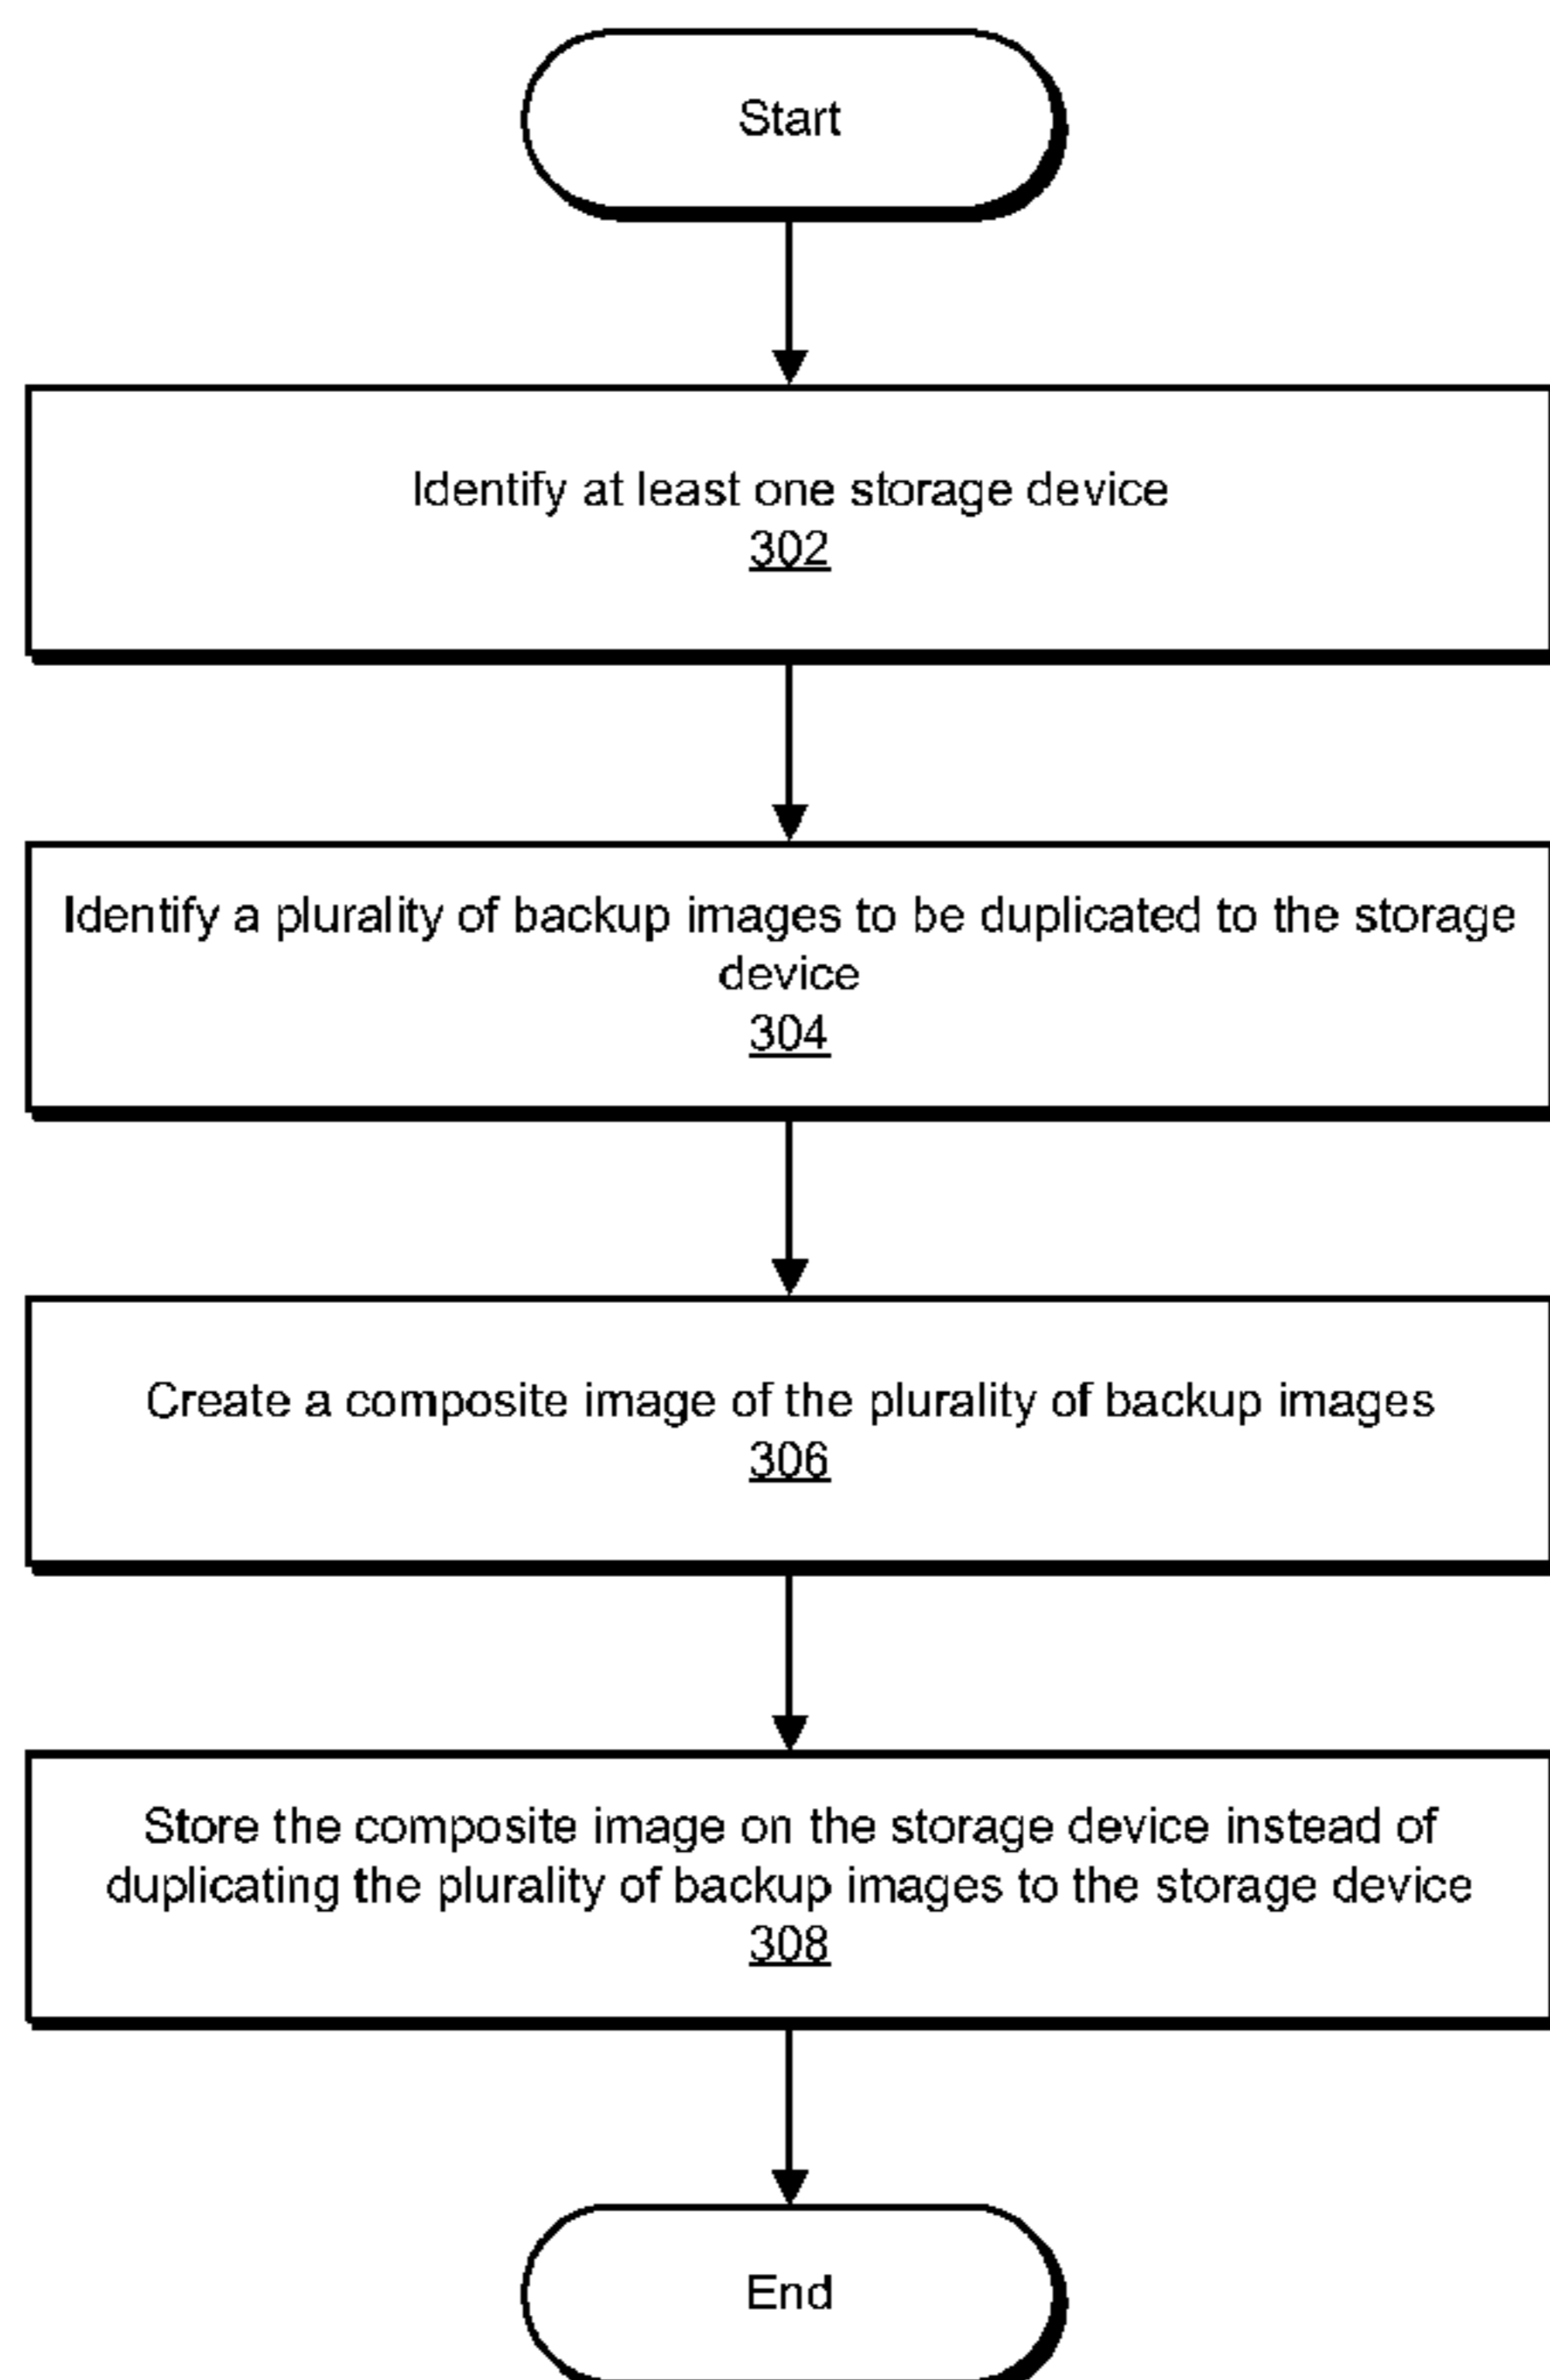 Start
Identify at least one storage device
302
Identify a plurality of backup images to be duplicated to the storage
device
304
Create a composite image of the plurality of backup images
306
Store the composite image on the storage device instead of
duplicating the plurality of backup images to the storage device
308
End